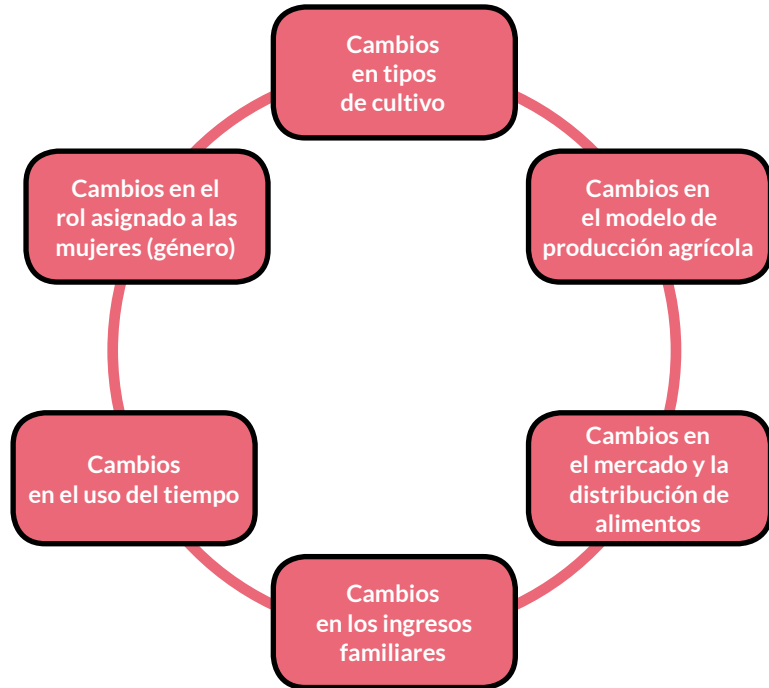 Cambios
en tipos
de cultivo
Cambios en el
rol asignado a las
mujeres (género)
Cambios en
el modelo de
producción agrícola
Cambios
en el uso del tiempo
Cambios en
el mercado y la
distribución de
alimentos
Cambios
en los ingresos
familiares